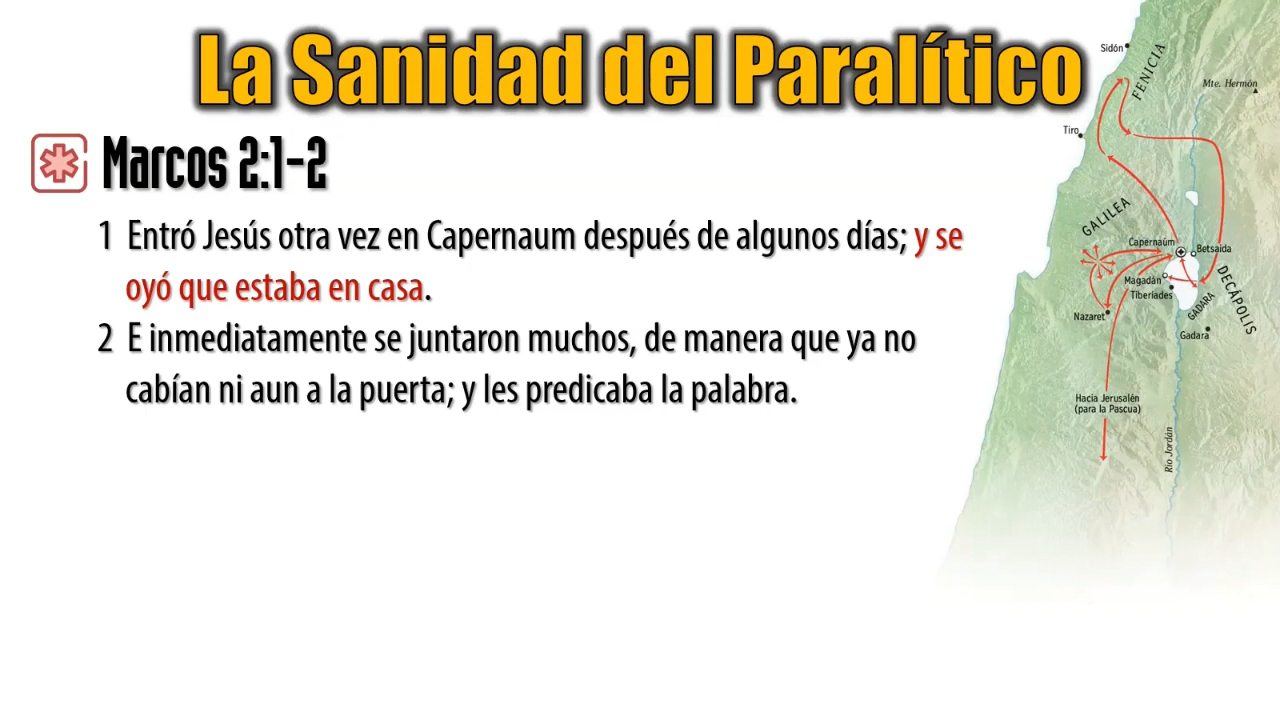 La Sanidad del Paralítico
Marcos 2:1-2
1 Entró Jesús otra vez en Capernaum después de algunos días; y se
oyó que estaba en casa.
2 E inmediatamente se juntaron muchos, de manera que ya no
cabían ni aun a la puerta; y les predicaba la palabra.
Sidón
FENICIA
Mte. Hermón
Tiro
GALILEA
Capernaúm
Betsaida
Magadán
Tiberíades
DECÁPOLIS
GADARA
Nazaret
Gadara
Hacia Jerusalén
(para la Pascua)
Río Jordán